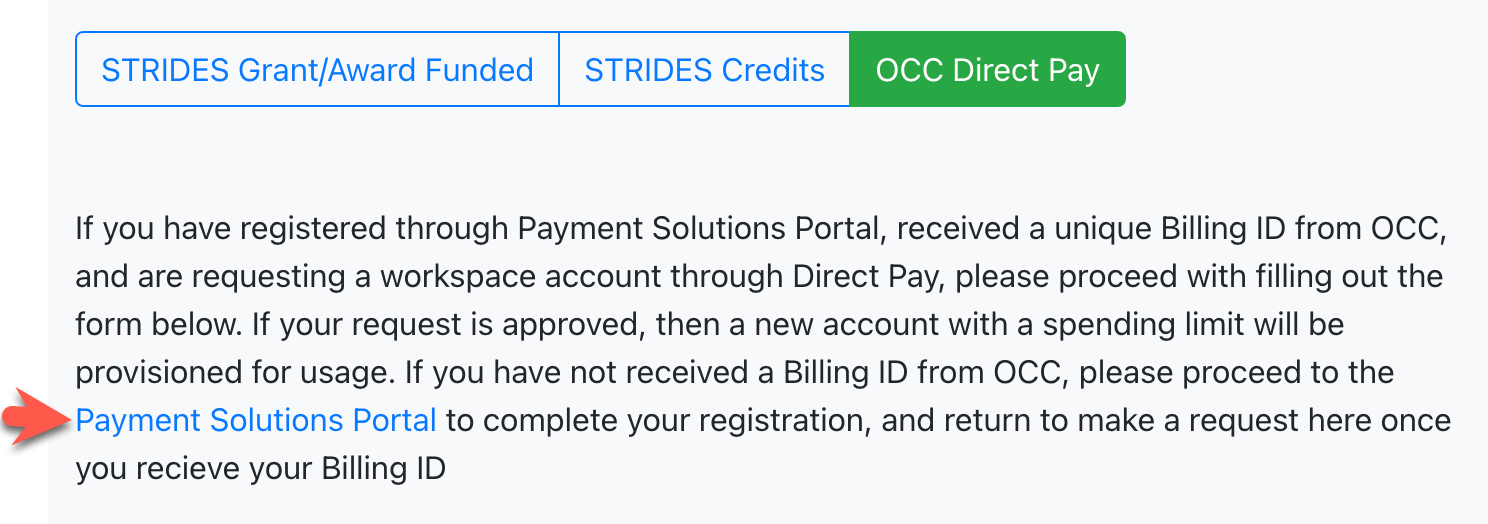 STRIDES Grant/Award Funded STRIDES Credits OCC Direct Pay
If you have registered through Payment Solutions Portal, received a unique Billing ID from OCC,
and are requesting a workspace account through Direct Pay, please proceed with filling out the
form below. If your request is approved, then a new account with a spending limit will be
provisioned for usage. If you have not received a Billing ID from OCC, please proceed to the
Payment Solutions Portal to complete your registration, and return to make a request here once
you recieve your Billing ID